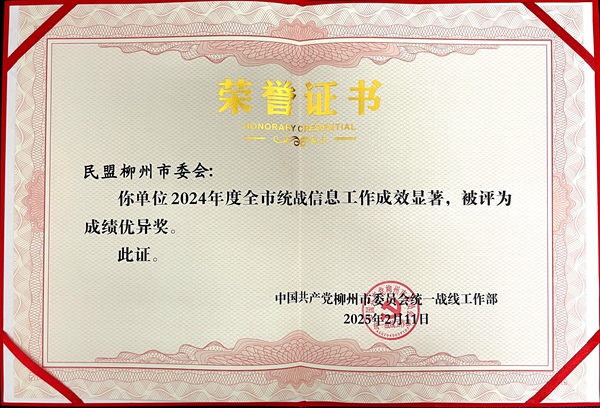 荣誉证书
HONORARY CREDENTIAL
民盟柳州市委会：
你单位2024年度全市统战信息工作成效显著，被评为
成绩优异奖。
此证。
中国共产党柳州市委员会统一战线工作部
2025年2月11日